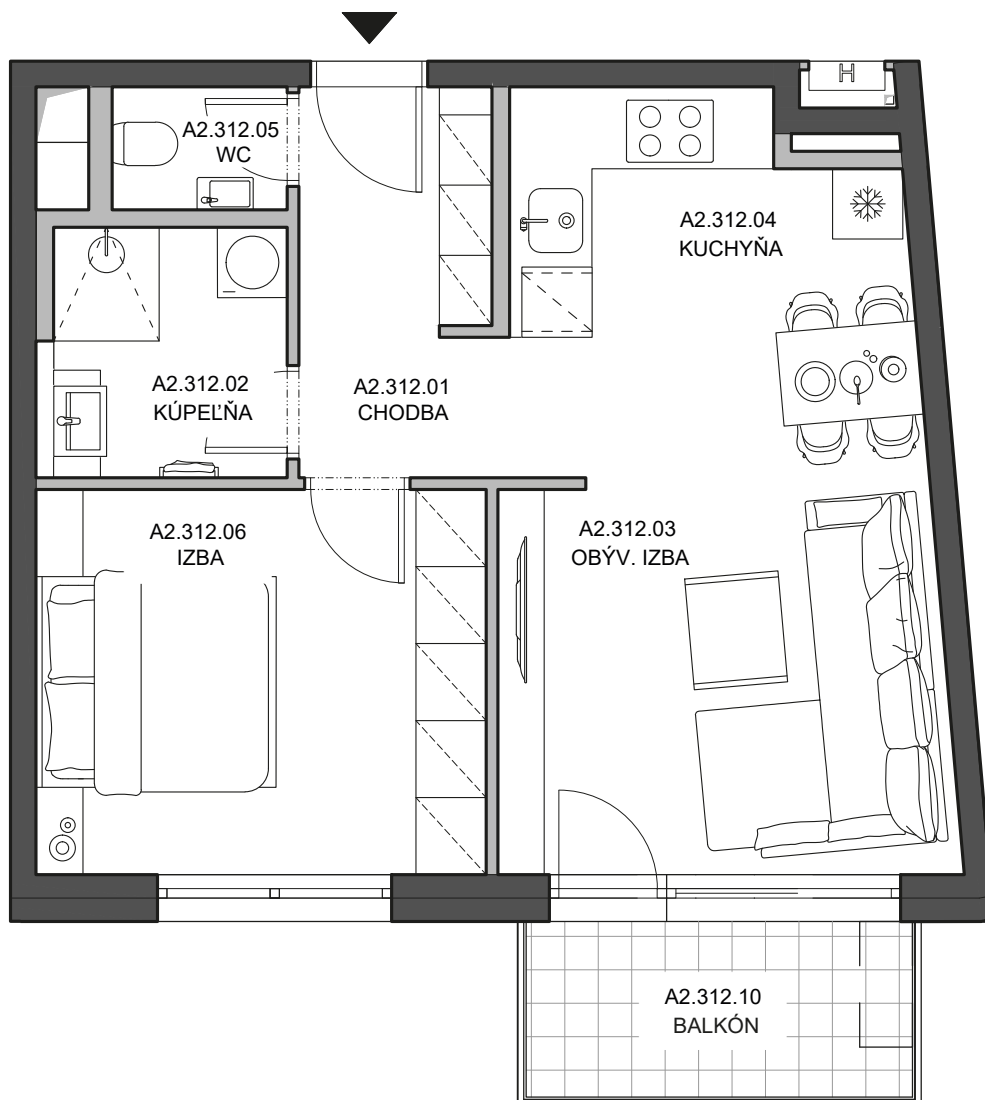 H
A2.312.05
WC
A2.312.04
KUCHYŇA
A2.312.02
KÚPEĽŇA
A2.312.01
CHODBA
A2.312.06
IZBA
A2.312.03
OBÝV. IZBA
A2.312.10
BALKÓN